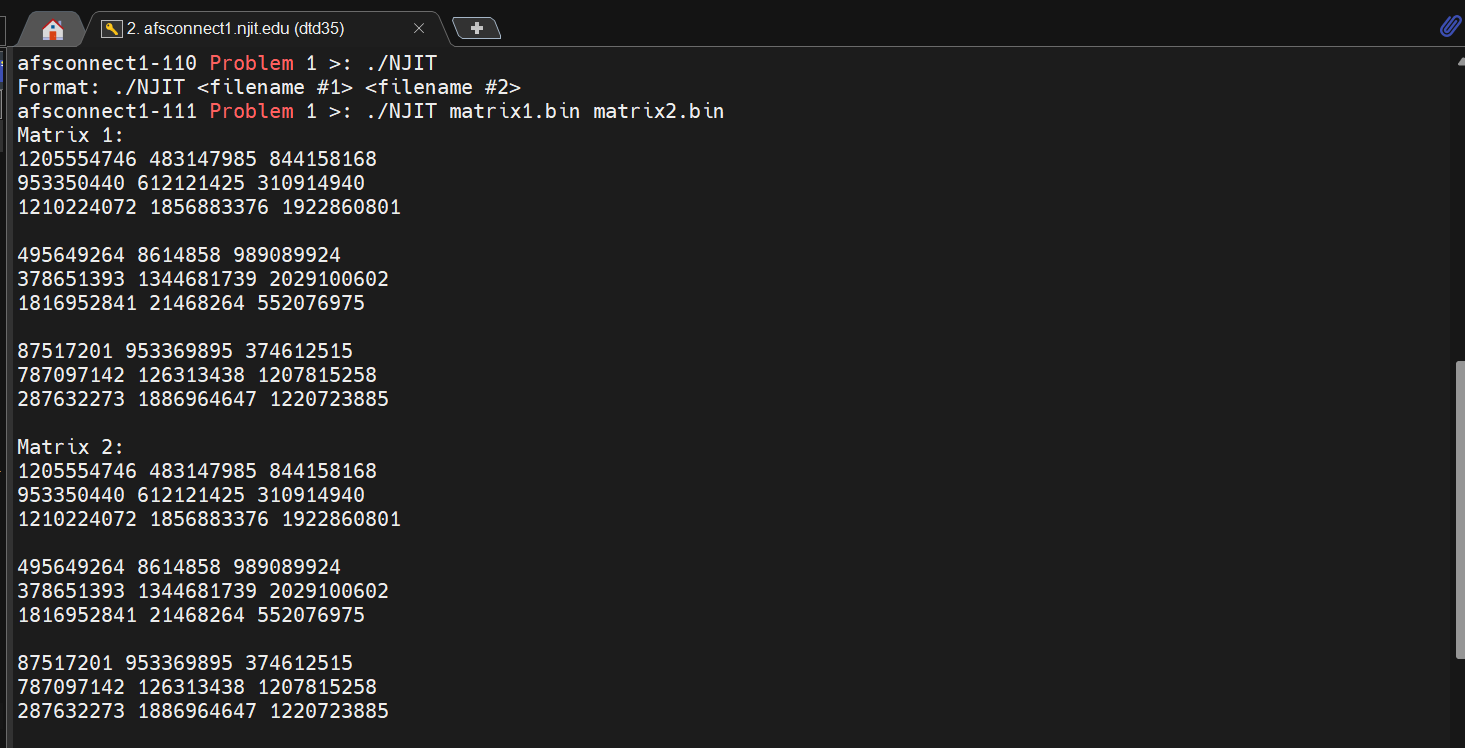 2. afsconnect1.njit.edu (dtd35)
afsconnect1-110 Problem 1 >: ./NJIT
Format: ./NJIT <filename #1> <filename #2>
afsconnect1-111 Problem 1 >: ./NJIT matrix1.bin matrix2.bin
Matrix 1:
1205554746 483147985 844158168
953350440 612121425 310914940
1210224072 1856883376 1922860801
495649264 8614858 989089924
378651393 1344681739 2029100602
1816952841 21468264 552076975
87517201 953369895 374612515
787097142 126313438 1207815258
287632273 1886964647 1220723885
Matrix 2:
1205554746 483147985 844158168
953350440 612121425 310914940
1210224072 1856883376 1922860801
495649264 8614858 989089924
378651393 1344681739 2029100602
1816952841 21468264 552076975
87517201 953369895 374612515
787097142 126313438 1207815258
287632273 1886964647 1220723885